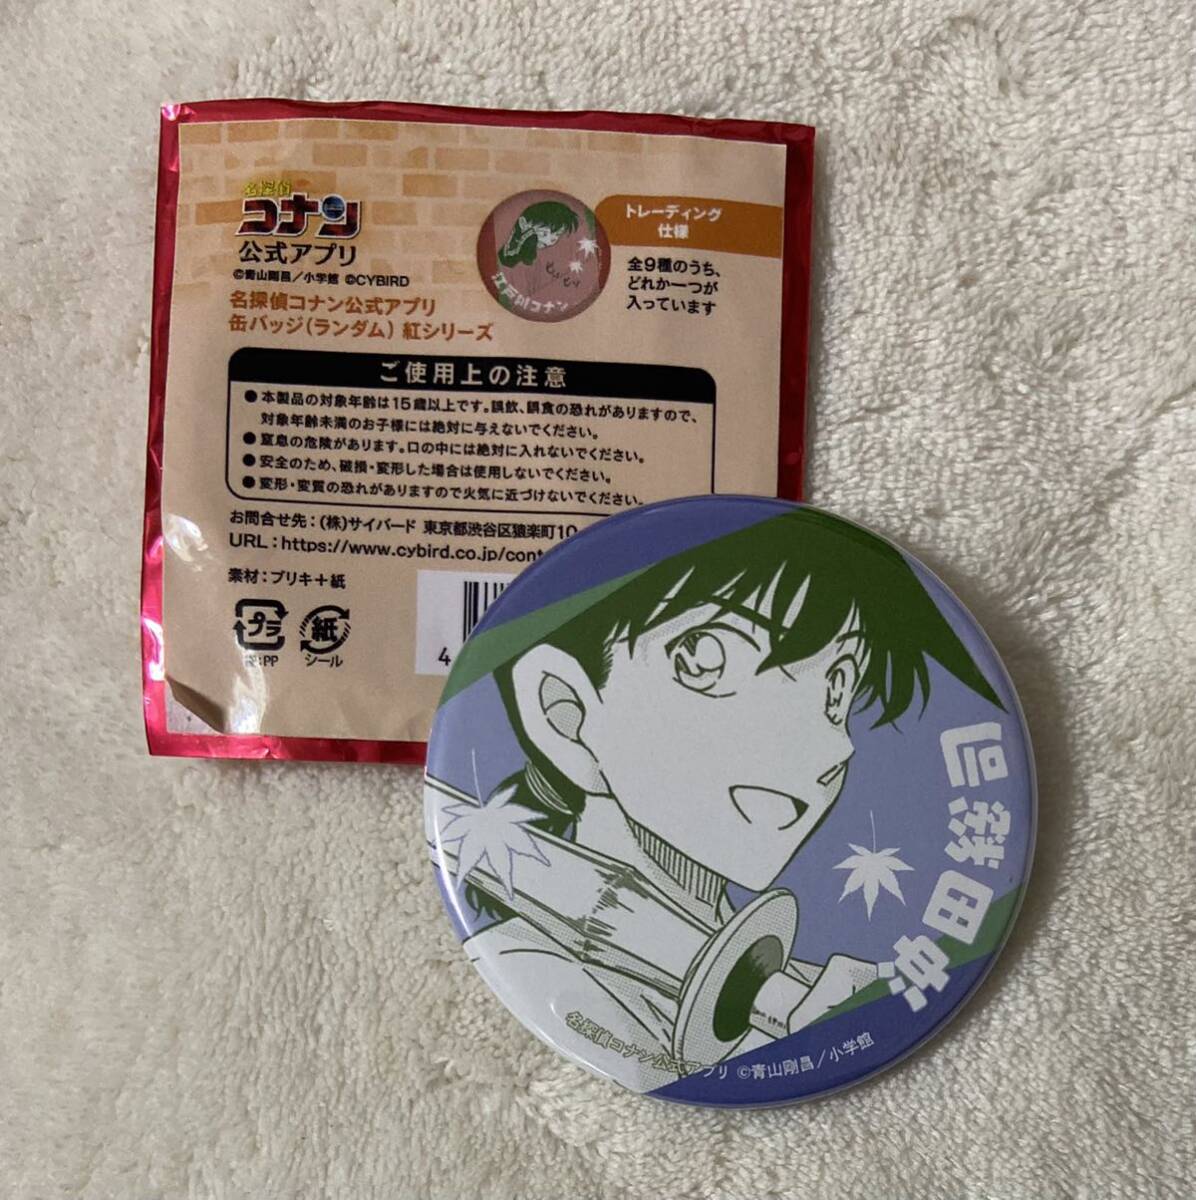 名探偵
コナン
公式アプリ
©青山剛昌/小学館 ©CYBIRD
名探偵コナン公式アプリ
缶バッジ(ランダム) 紅シリーズ
江戸川コナン
トレーディング
仕様
全9種のうち、
どれか一つが
入っています
ご使用上の注意
●本製品の対象年齢は15歳以上です。誤飲、誤食の恐れがありますので、
対象年齢未満のお子様には絶対に与えないでください。
●窒息の危険があります。口の中には絶対に入れないでください。
●安全のため、破損・変形した場合は使用しないでください。
●変形・変質の恐れがありますので火気に近づけないでください。
お問合せ先:(株)サイバード 東京都渋谷区猿楽町10-
URL:https://www.cybird.co.jp/cont
素材:ブリキ+紙
プラ
紙
:PP
シール
4
名探偵コナン公式アプリ ©青山剛昌/小学館